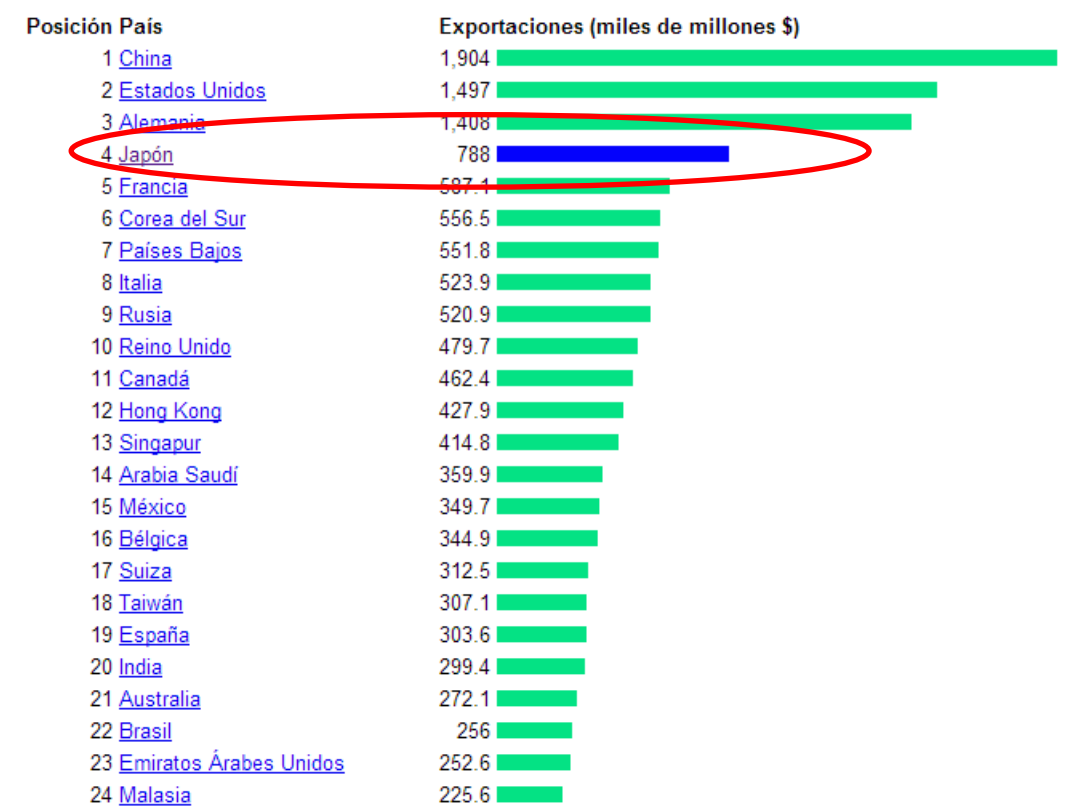 Posición País Exportaciones (miles de millones $)
1 China 1,904
2 Estados Unidos 1,497
3 Alemania 1,408
4 Japón 788
5 Francia 587.1
6 Corea del Sur 556.5
7 Países Bajos 551.8
8 Italia 523.9
9 Rusia 520.9
10 Reino Unido 479.7
11 Canadá 462.4
12 Hong Kong 427.9
13 Singapur 414.8
14 Arabia Saudí 359.9
15 México 349.7
16 Bélgica 344.9
17 Suiza 312.5
18 Taiwán 307.1
19 España 303.6
20 India 299.4
21 Australia 272.1
22 Brasil 256
23 Emiratos Árabes Unidos 252.6
24 Malasia 225.6